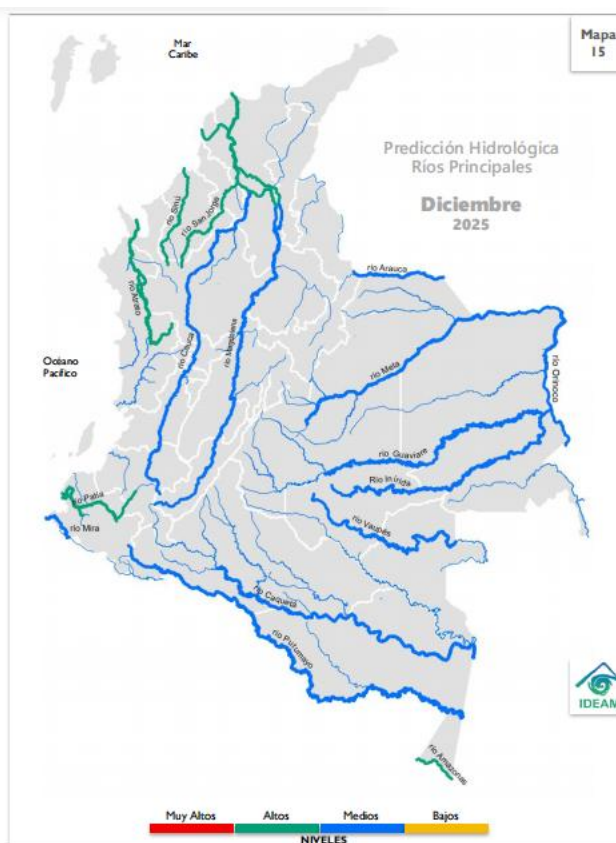 Mar
Caribe
Mapa
15
Predicción Hidrológica
Ríos Principales
Diciembre
2025
río Sinú
río San Jorge
río Arauca
río Atrato
río Cauca
río Magdalena
Océano
Pacífico
río Meta
río Orinoco
río Guaviare
Río Inírida
río Patía
río Mira
río Vaupés
río Caquetá
río Putumayo
IDEAM
río Amazonas
Muy Altos
Altos
Medios
Bajos
NIVELES